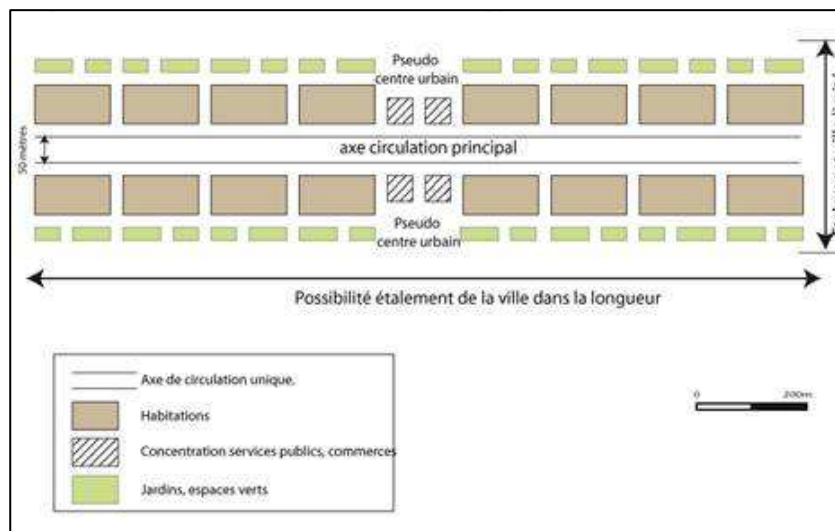 Pseudo
centre urbain
50 mètres
axe circulation principal
Pseudo
centre urbain
Possibilité étalement de la ville dans la longueur
Axe de circulation unique.
Habitations
Concentration services publics, commerces
Jardins, espaces verts
0
200m